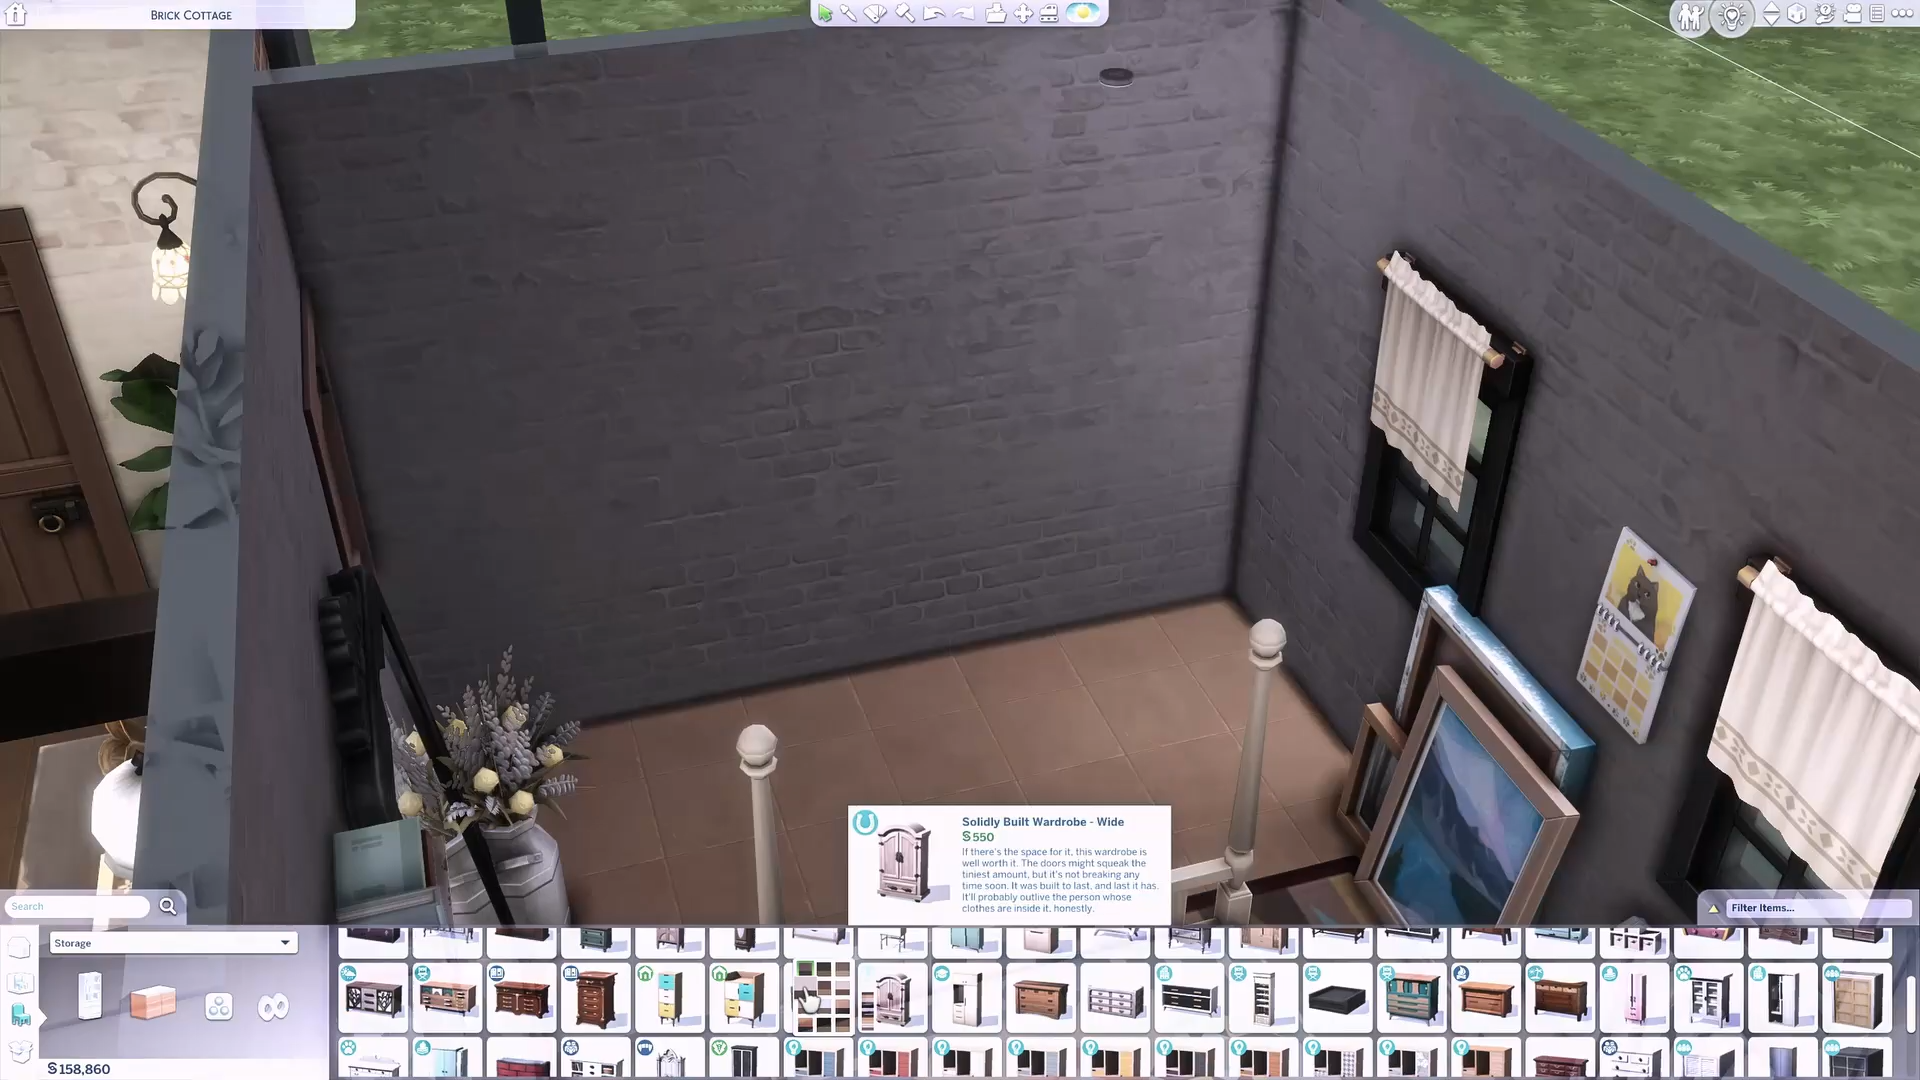 BRICK COTTAGE
Solidly Built Wardrobe - Wide
§550
If there's the space for it, this wardrobe is
well worth it. The doors might squeak the
tiniest amount, but it's not breaking any
time soon. It was built to last, and last it has.
It'll probably outlive the person whose
clothes are inside it, honestly.
Search
Filter Items...
Storage
§158,860